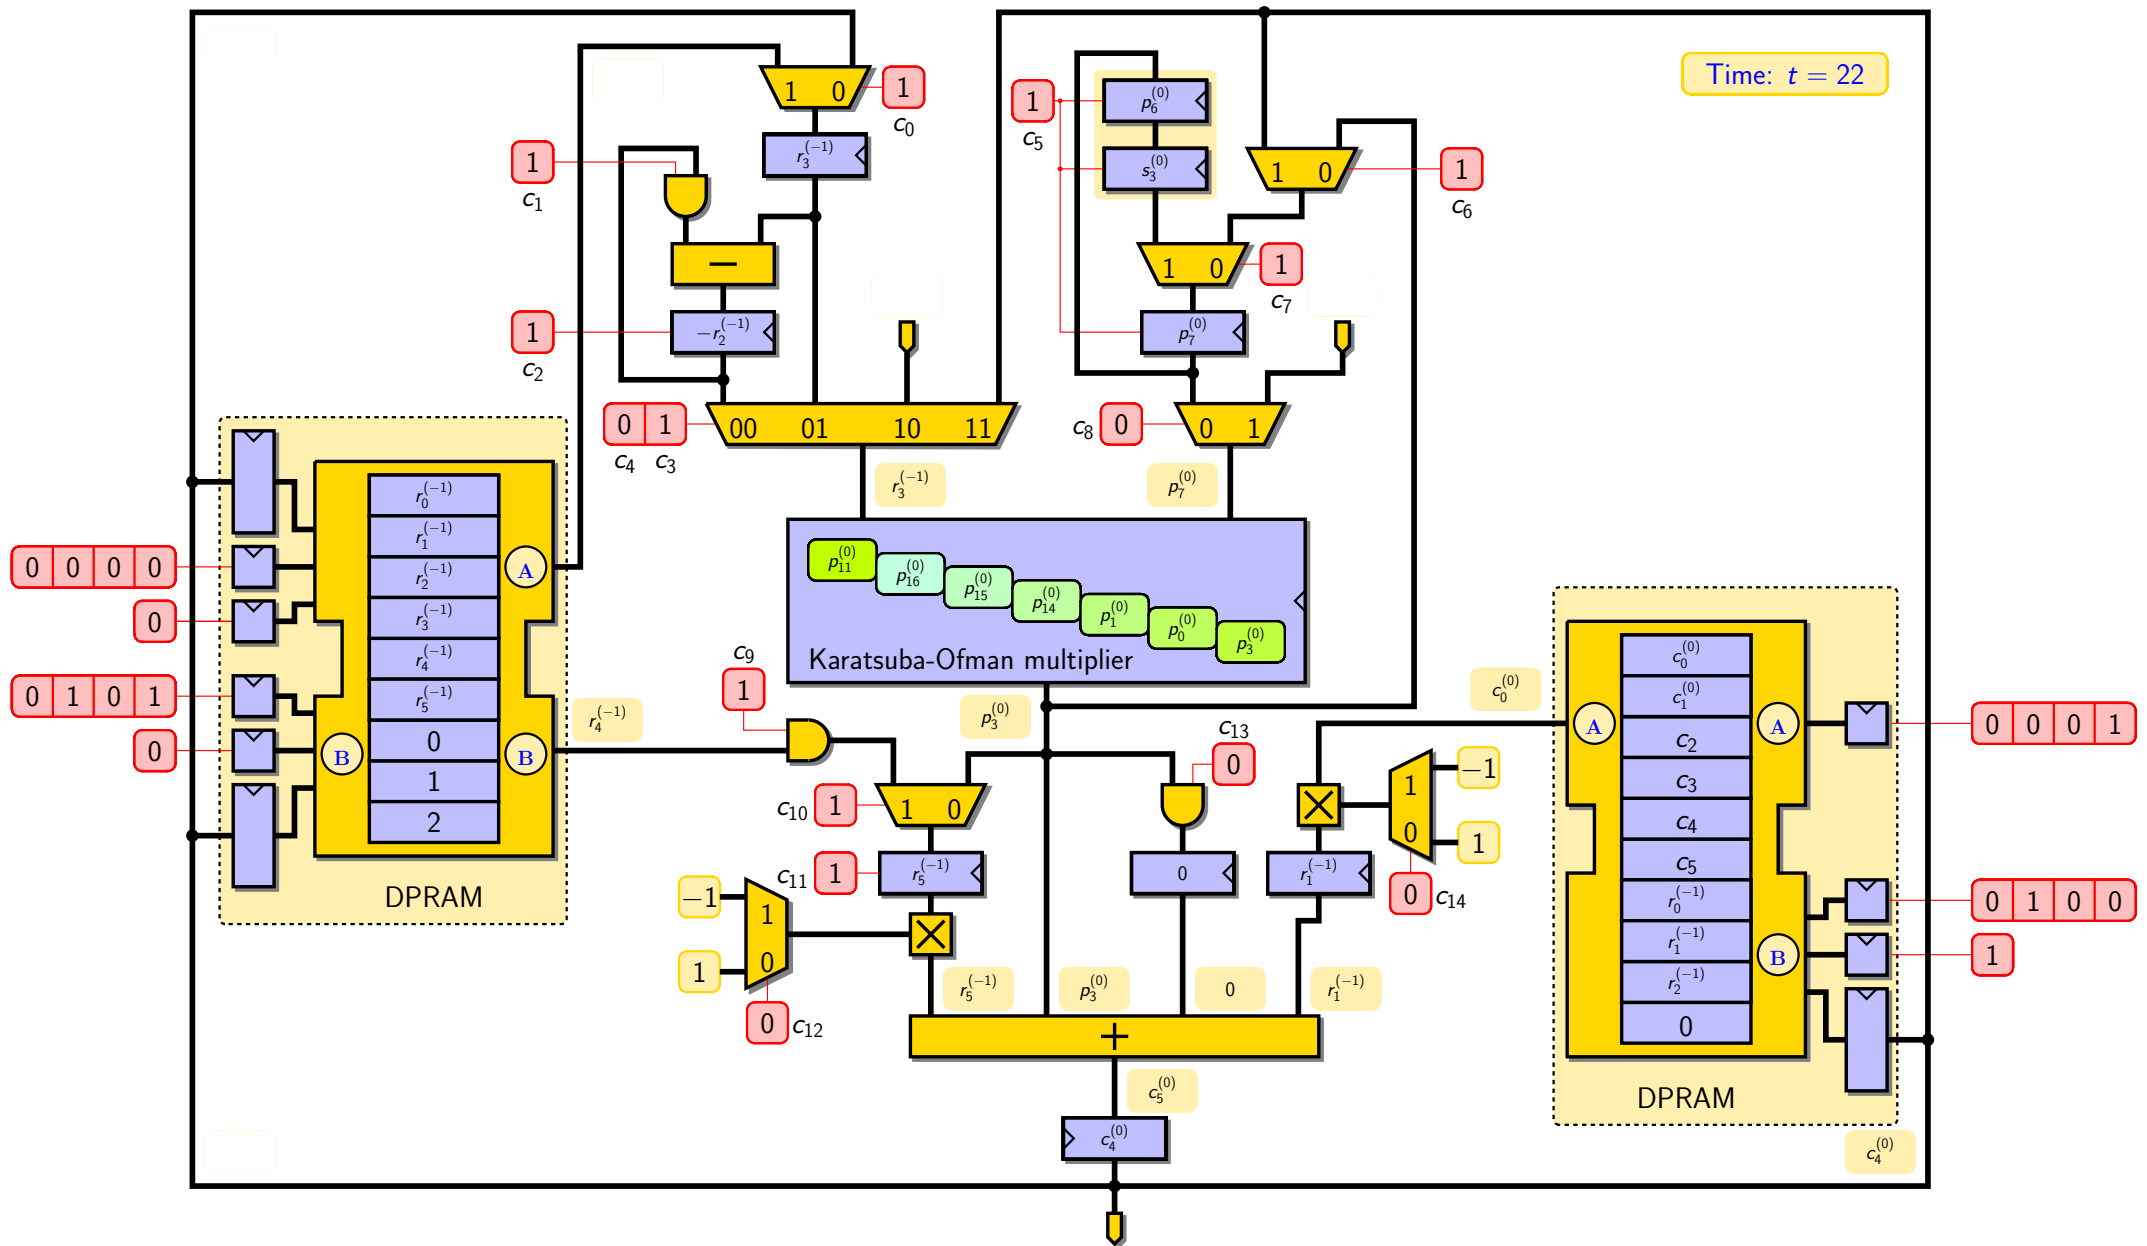 Time: t = 22
1 0
1
c₀
r₃⁽⁻¹⁾
1
c₁
−
1
c₂
−r₂⁽⁻¹⁾
1
c₅
p₆⁽⁰⁾
s₃⁽⁰⁾
1 0
1
c₆
1 0
1
c₇
p₇⁽⁰⁾
0 1
c₄ c₃
00 01 10 11
c₈ 0
0 1
r₃⁽⁻¹⁾
p₇⁽⁰⁾
p₁₁⁽⁰⁾
p₁₆⁽⁰⁾
p₁₅⁽⁰⁾
p₁₄⁽⁰⁾
p₁⁽⁰⁾
p₀⁽⁰⁾
p₃⁽⁰⁾
Karatsuba-Ofman multiplier
0 0 0 0
0
0 1 0 1
0
r₀⁽⁻¹⁾
r₁⁽⁻¹⁾
r₂⁽⁻¹⁾
r₃⁽⁻¹⁾
r₄⁽⁻¹⁾
r₅⁽⁻¹⁾
0
1
2
A
B
B
DPRAM
r₄⁽⁻¹⁾
c₉
1
p₃⁽⁰⁾
c₁₃
0
c₁₀ 1
1 0
c₁₁ 1
r₅⁽⁻¹⁾
−1
1
1
0
0 c₁₂
×
0
×
r₁⁽⁻¹⁾
1
0
−1
1
0 c₁₄
c₀⁽⁰⁾
c₀⁽⁰⁾
c₁⁽⁰⁾
c₂
c₃
c₄
c₅
r₀⁽⁻¹⁾
r₁⁽⁻¹⁾
r₂⁽⁻¹⁾
0
A
A
B
DPRAM
0 0 0 1
0 1 0 0
1
r₅⁽⁻¹⁾
p₃⁽⁰⁾
0
r₁⁽⁻¹⁾
+
c₅⁽⁰⁾
c₄⁽⁰⁾
c₄⁽⁰⁾